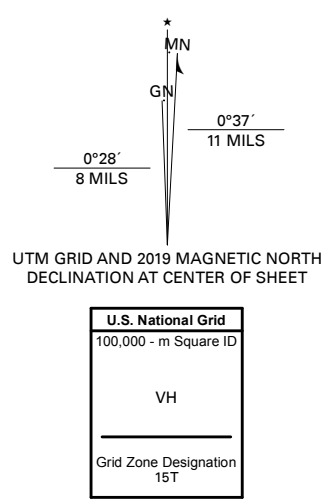 ★
MN
GN
0°37´
11 MILS
0°28´
8 MILS
UTM GRID AND 2019 MAGNETIC NORTH
DECLINATION AT CENTER OF SHEET
U.S. National Grid
100,000 - m Square ID
VH
Grid Zone Designation
15T